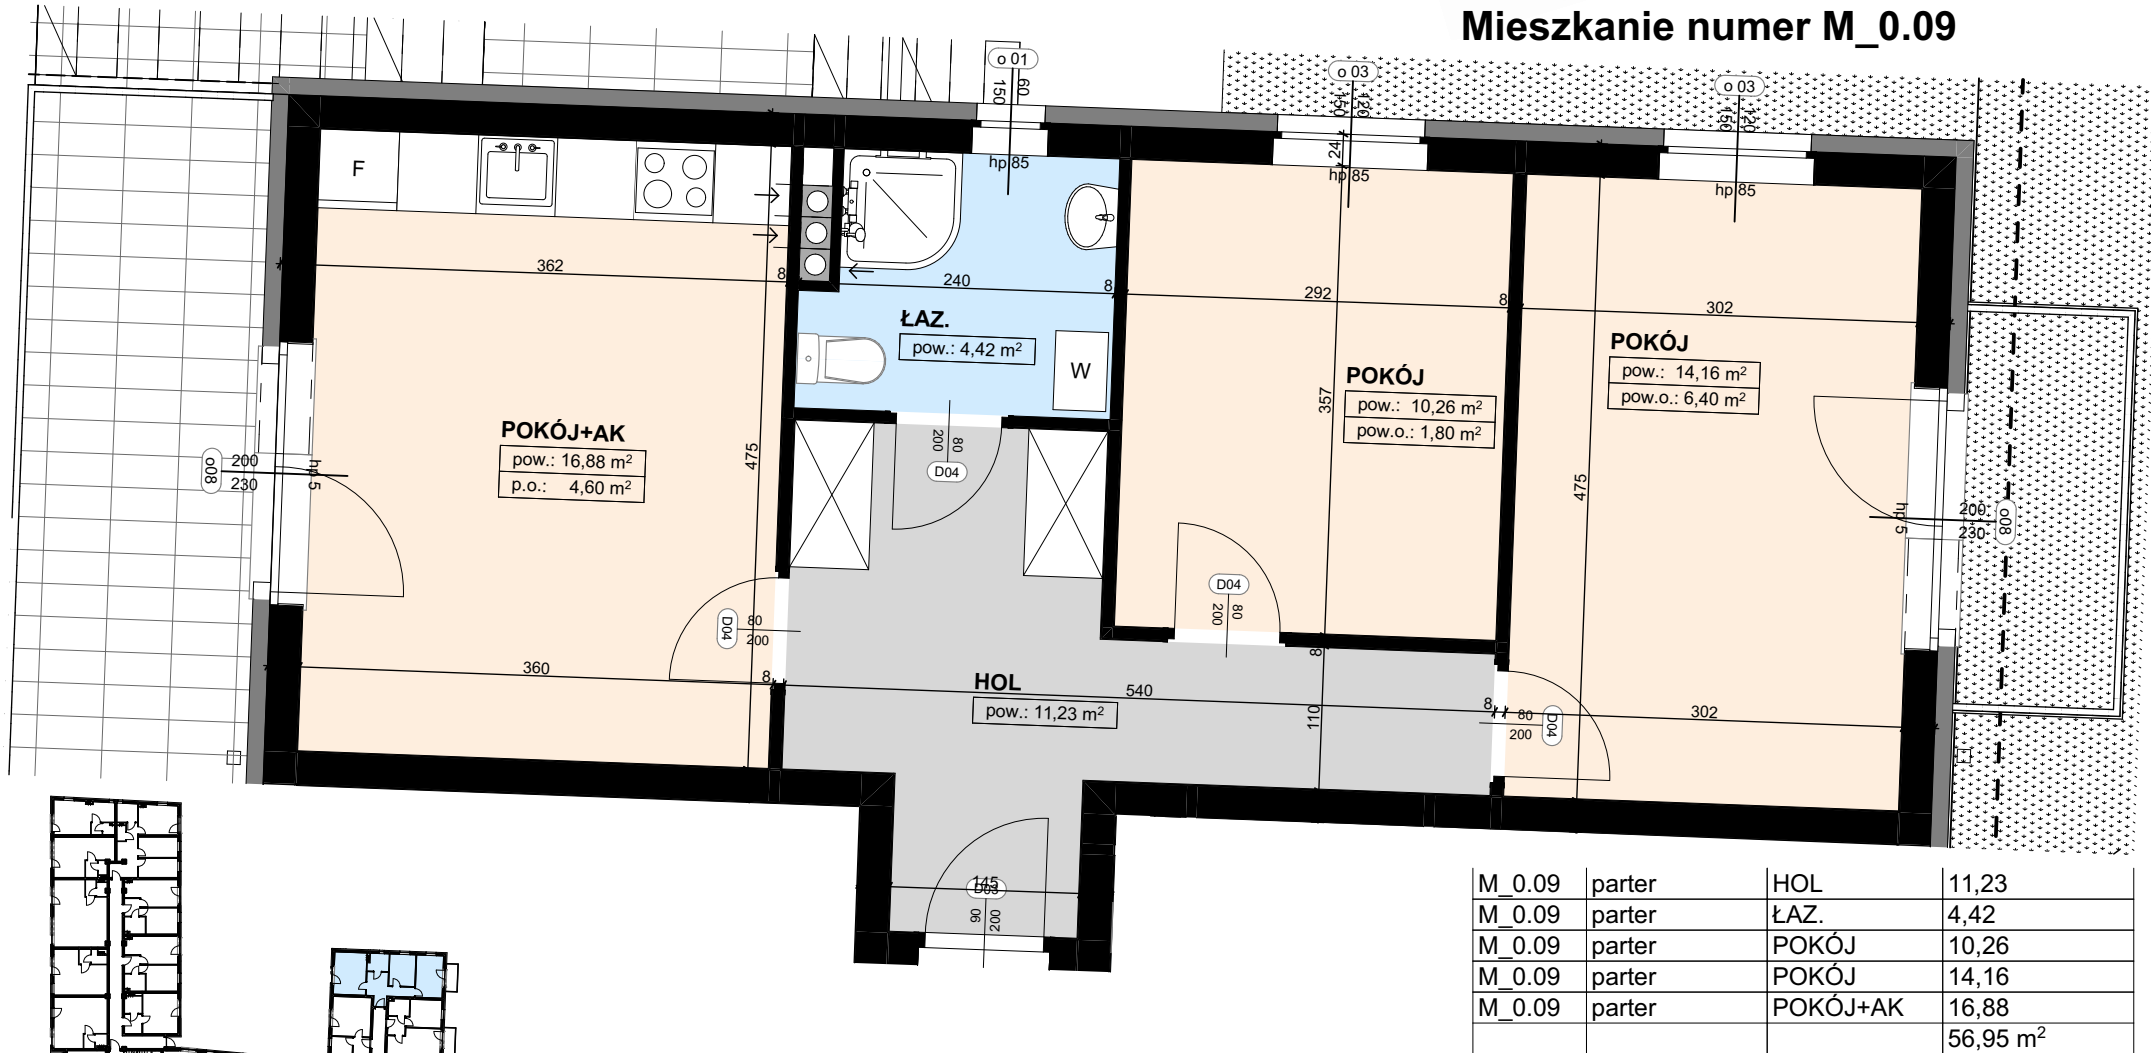 Mieszkanie numer M_0.09
o 01
60
150
o 03
120
150
o 03
120
150
F
hp 85
24
hp 85
hp 85
362
8
240
8
292
8
302
ŁAZ.
pow.: 4,42 m²
W
POKÓJ
pow.: 10,26 m²
pow.o.: 1,80 m²
POKÓJ
pow.: 14,16 m²
pow.o.: 6,40 m²
357
POKÓJ+AK
pow.: 16,88 m²
p.o.: 4,60 m²
475
475
80
200
D04
o08
200
230
hp 5
hp 5
200
230
o08
D04
80
200
D04
80
200
360
8
HOL
pow.: 11,23 m²
540
8
110
8
80
200
D04
302
145
D03
90
200
M_0.09 parter HOL 11,23
M_0.09 parter ŁAZ. 4,42
M_0.09 parter POKÓJ 10,26
M_0.09 parter POKÓJ 14,16
M_0.09 parter POKÓJ+AK 16,88
56,95 m²